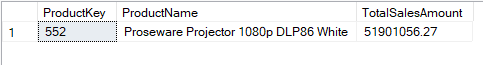 ProductKey ProductName TotalSalesAmount
1 552 Proseware Projector 1080p DLP86 White 51901056.27